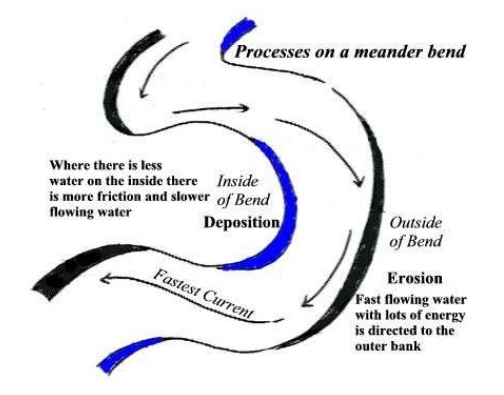 Processes on a meander bend
Where there is less
water on the inside there
is more friction and slower
flowing water
Inside
of Bend
Deposition
Outside
of Bend
Erosion
Fast flowing water
with lots of energy
is directed to the
outer bank
Fastest Current